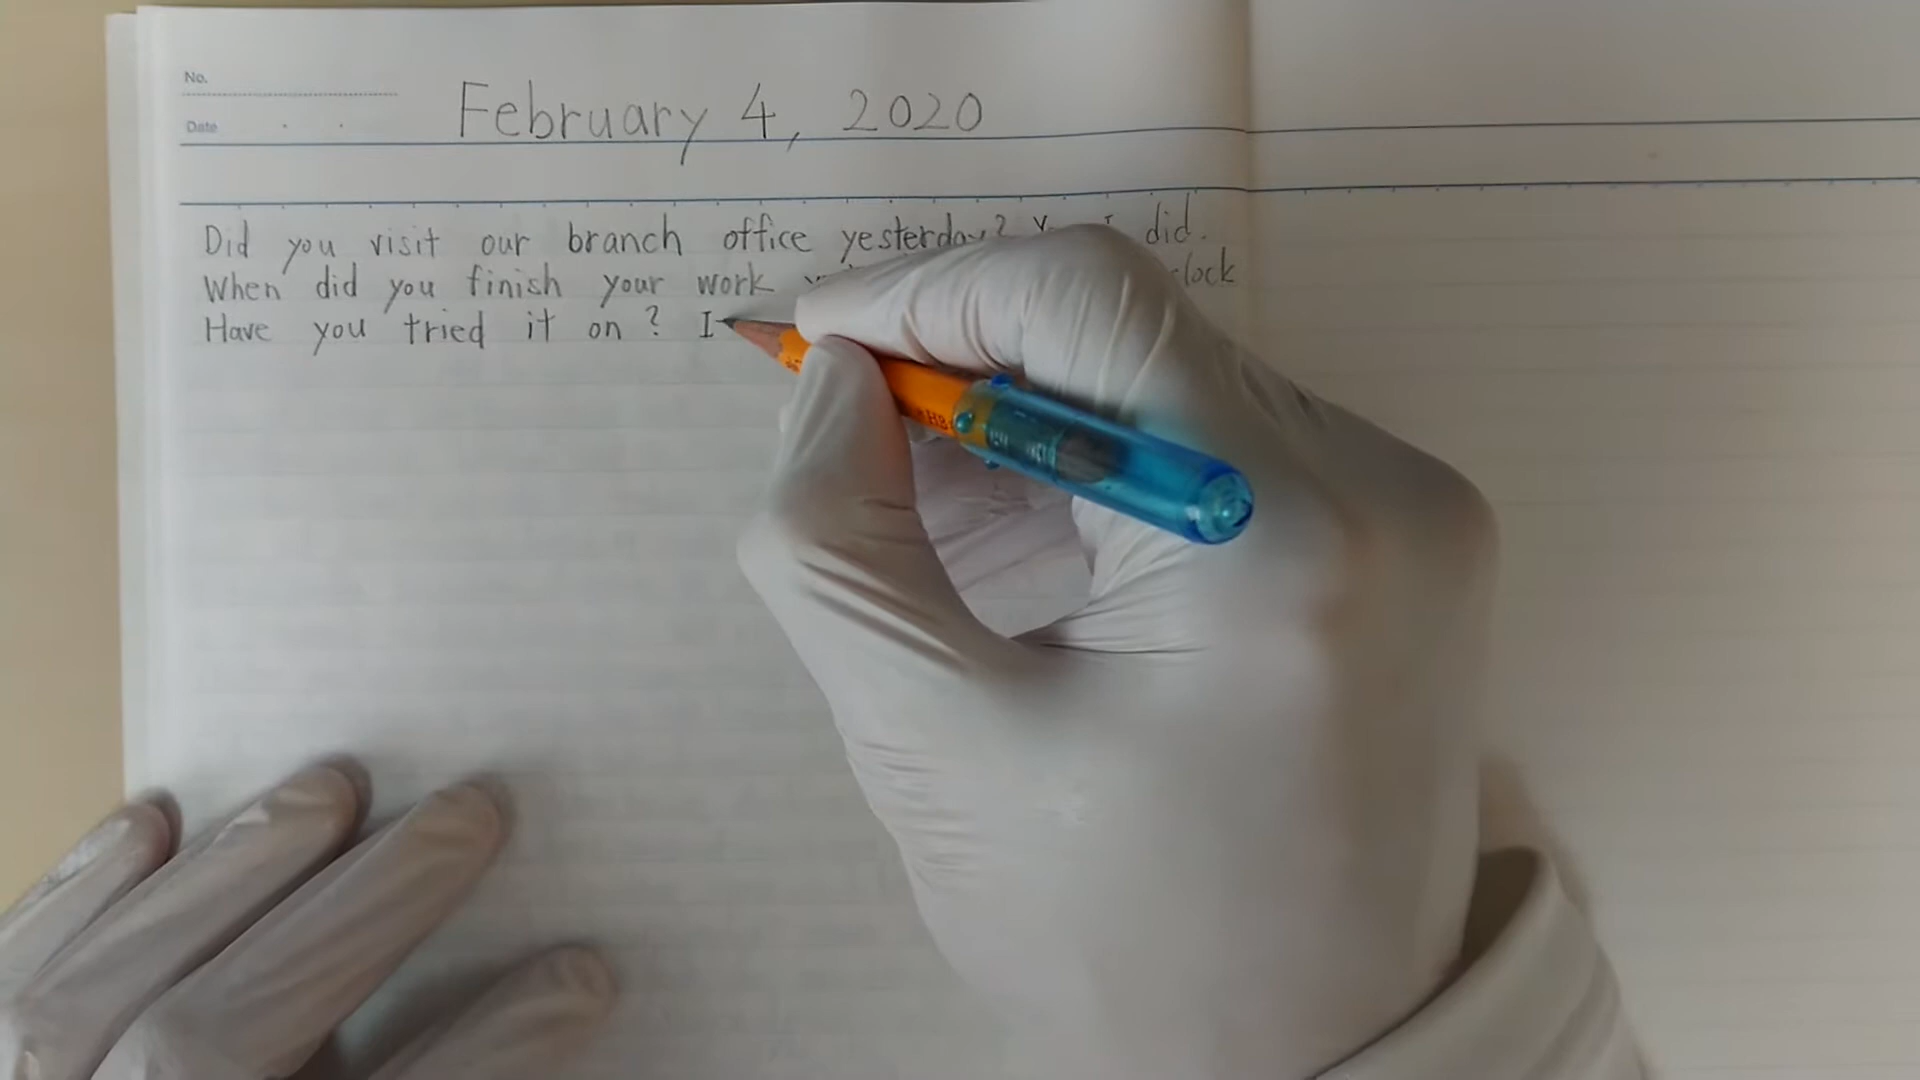 No.
Date
February 4, 2020
Did you visit our branch office yesterday? I did.
When did you finish your work
Have you tried it on? I
HB